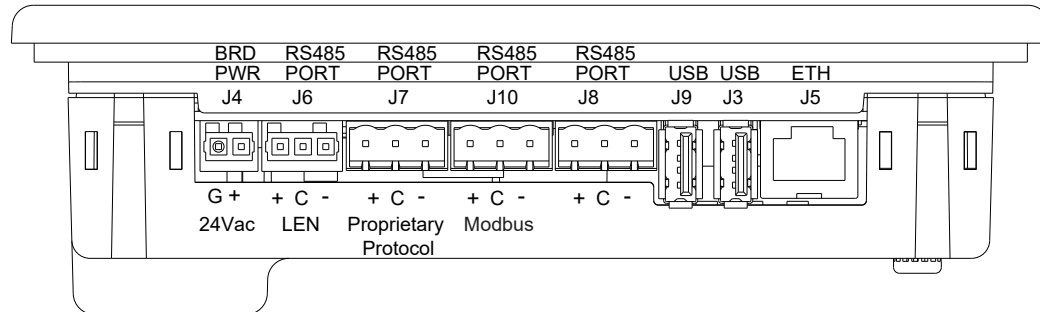 BRD RS485 RS485 RS485 RS485
PWR PORT PORT PORT PORT USB USB ETH
J4 J6 J7 J10 J8 J9 J3 J5
G + + C - + C - + C - + C -
24Vac LEN Proprietary Modbus
Protocol